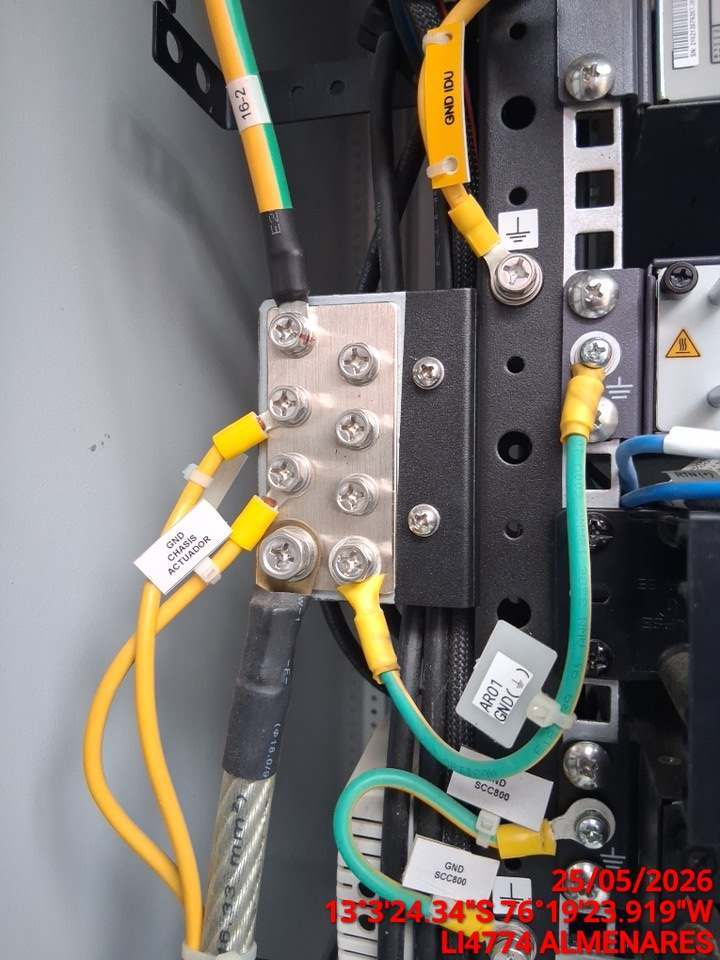 16-2
GND IDU
GND
CHASIS
ACTUADOR
AR01
GND(⏚)
SCC800
GND
SCC800
25/05/2026
13°3'24.34"S 76°19'23.919"W
LI4774 ALMENARES